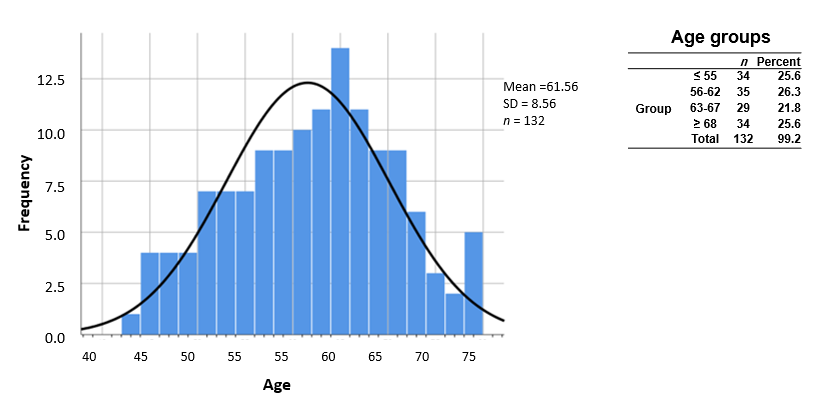 12.5
10.0
7.5
5.0
2.5
0.0
Frequency
40 45 50 55 55 60 65 70 75
Age
Mean =61.56
SD = 8.56
n = 132
Age groups
n Percent
≤ 55 34 25.6
56-62 35 26.3
Group 63-67 29 21.8
≥ 68 34 25.6
Total 132 99.2